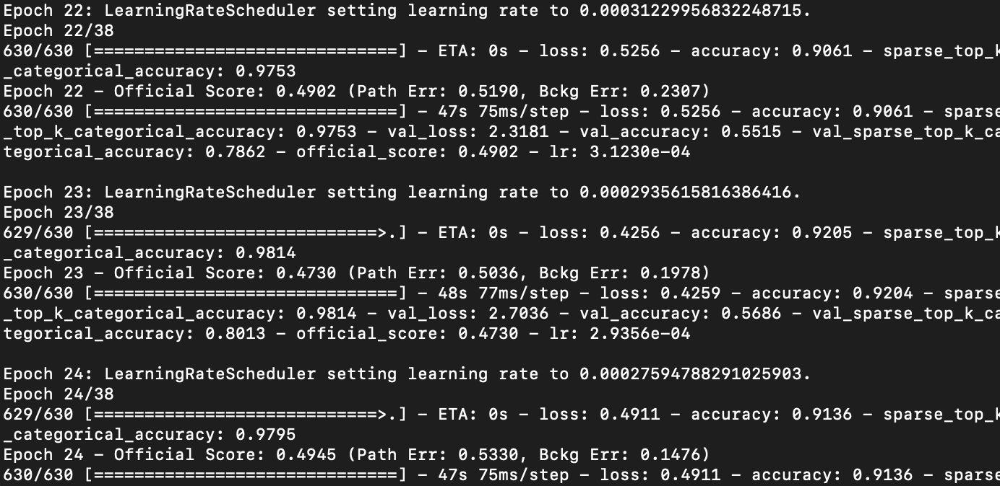 Epoch 22: LearningRateScheduler setting learning rate to 0.00031229956832248715.
Epoch 22/38
630/630 [==============================] - ETA: 0s - loss: 0.5256 - accuracy: 0.9061 - sparse_top_k
_categorical_accuracy: 0.9753
Epoch 22 - Official Score: 0.4902 (Path Err: 0.5190, Bckg Err: 0.2307)
630/630 [==============================] - 47s 75ms/step - loss: 0.5256 - accuracy: 0.9061 - sparse
_top_k_categorical_accuracy: 0.9753 - val_loss: 2.3181 - val_accuracy: 0.5515 - val_sparse_top_k_ca
tegorical_accuracy: 0.7862 - official_score: 0.4902 - lr: 3.1230e-04
Epoch 23: LearningRateScheduler setting learning rate to 0.0002935615816386416.
Epoch 23/38
629/630 [============================>.] - ETA: 0s - loss: 0.4256 - accuracy: 0.9205 - sparse_top_k
_categorical_accuracy: 0.9814
Epoch 23 - Official Score: 0.4730 (Path Err: 0.5036, Bckg Err: 0.1978)
630/630 [==============================] - 48s 77ms/step - loss: 0.4259 - accuracy: 0.9204 - sparse
_top_k_categorical_accuracy: 0.9814 - val_loss: 2.7036 - val_accuracy: 0.5686 - val_sparse_top_k_ca
tegorical_accuracy: 0.8013 - official_score: 0.4730 - lr: 2.9356e-04
Epoch 24: LearningRateScheduler setting learning rate to 0.00027594788291025903.
Epoch 24/38
629/630 [============================>.] - ETA: 0s - loss: 0.4911 - accuracy: 0.9136 - sparse_top_k
_categorical_accuracy: 0.9795
Epoch 24 - Official Score: 0.4945 (Path Err: 0.5330, Bckg Err: 0.1476)
630/630 [==============================] - 47s 75ms/step - loss: 0.4911 - accuracy: 0.9136 - sparse